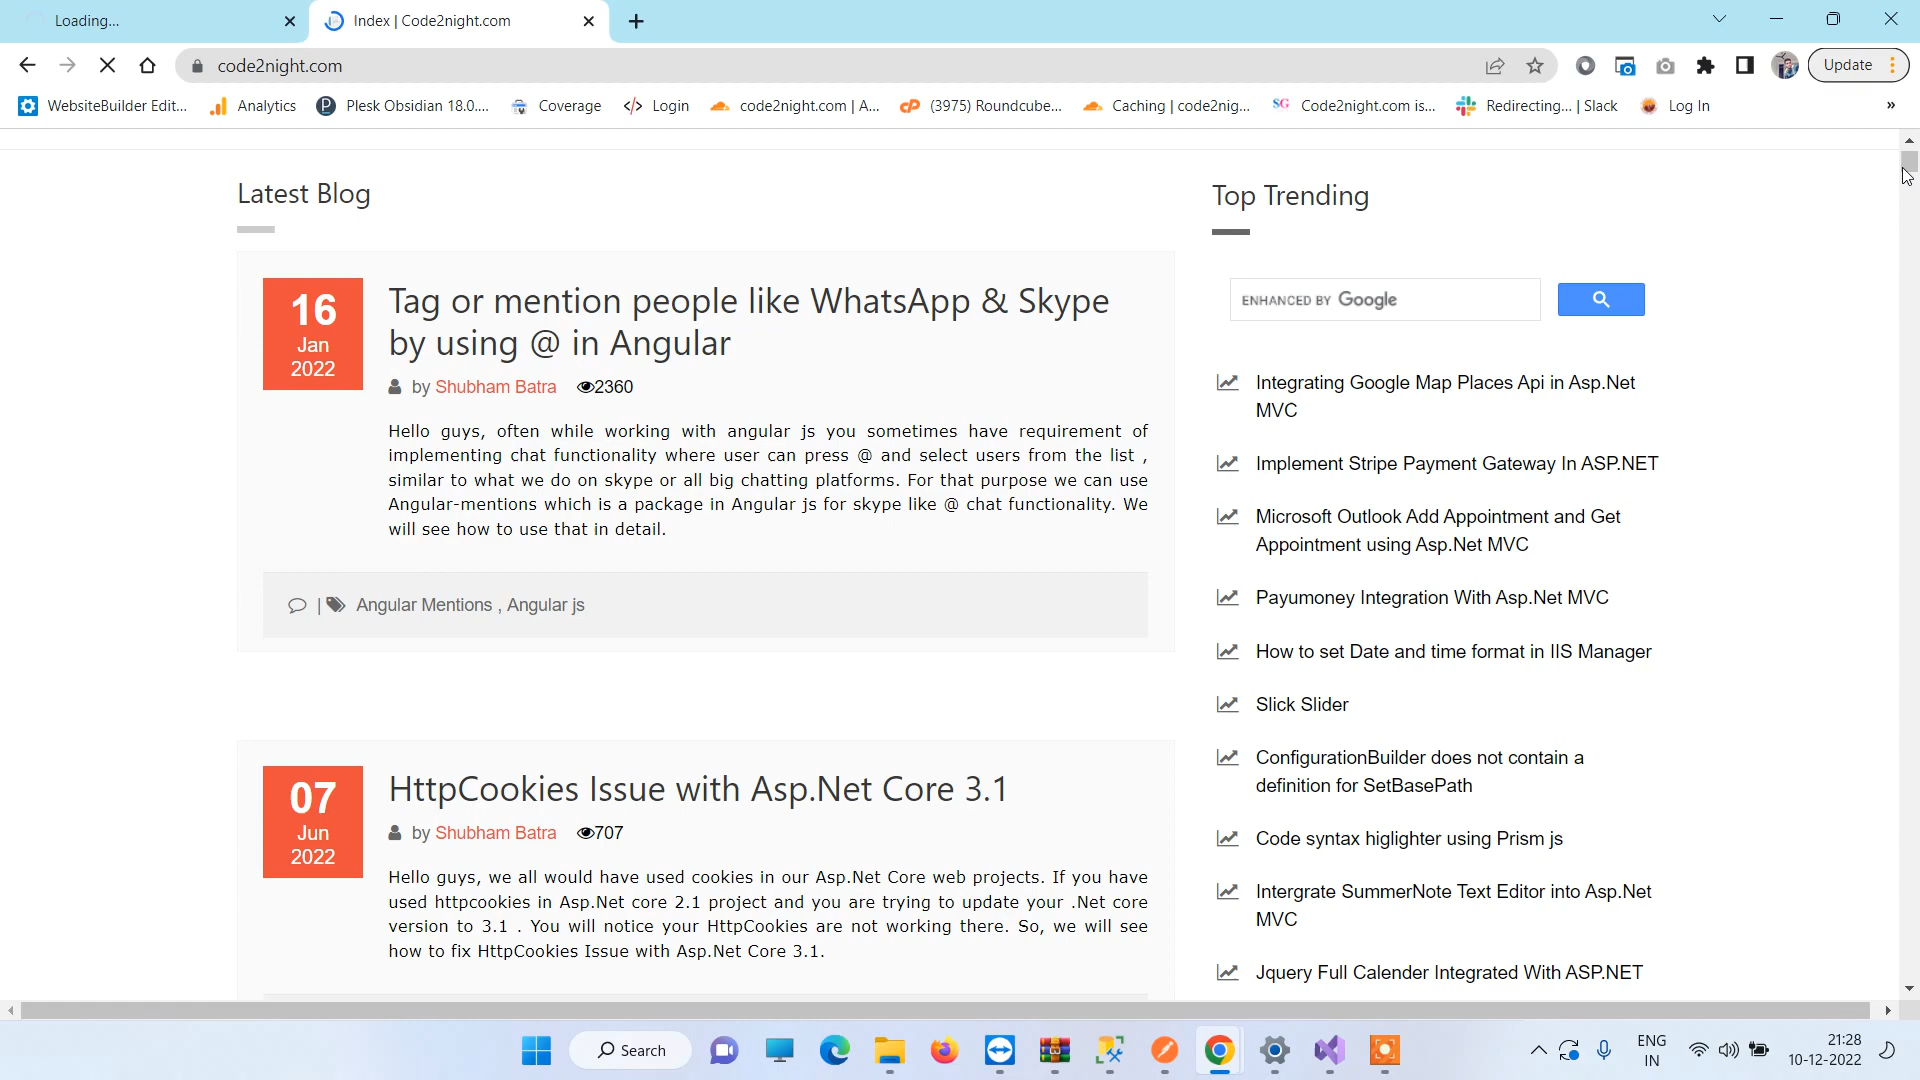 Loading...
Index | Code2night.com
code2night.com
Update
WebsiteBuilder Edit...
Analytics
Plesk Obsidian 18.0....
Coverage
Login
code2night.com | A...
(3975) Roundcube...
Caching | code2nig...
SG
Code2night.com is...
Redirecting... | Slack
Log In
»
Latest Blog
16
Jan
2022
Tag or mention people like WhatsApp & Skype
by using @ in Angular
by Shubham Batra 2360
Hello guys, often while working with angular js you sometimes have requirement of
implementing chat functionality where user can press @ and select users from the list ,
similar to what we do on skype or all big chatting platforms. For that purpose we can use
Angular-mentions which is a package in Angular js for skype like @ chat functionality. We
will see how to use that in detail.
| Angular Mentions , Angular js
07
Jun
2022
HttpCookies Issue with Asp.Net Core 3.1
by Shubham Batra 707
Hello guys, we all would have used cookies in our Asp.Net Core web projects. If you have
used httpcookies in Asp.Net core 2.1 project and you are trying to update your .Net core
version to 3.1 . You will notice your HttpCookies are not working there. So, we will see
how to fix HttpCookies Issue with Asp.Net Core 3.1.
Top Trending
ENHANCED BY Google
Integrating Google Map Places Api in Asp.Net
MVC
Implement Stripe Payment Gateway In ASP.NET
Microsoft Outlook Add Appointment and Get
Appointment using Asp.Net MVC
Payumoney Integration With Asp.Net MVC
How to set Date and time format in IIS Manager
Slick Slider
ConfigurationBuilder does not contain a
definition for SetBasePath
Code syntax higlighter using Prism js
Intergrate SummerNote Text Editor into Asp.Net
MVC
Jquery Full Calender Integrated With ASP.NET
Search
ENG
IN
21:28
10-12-2022